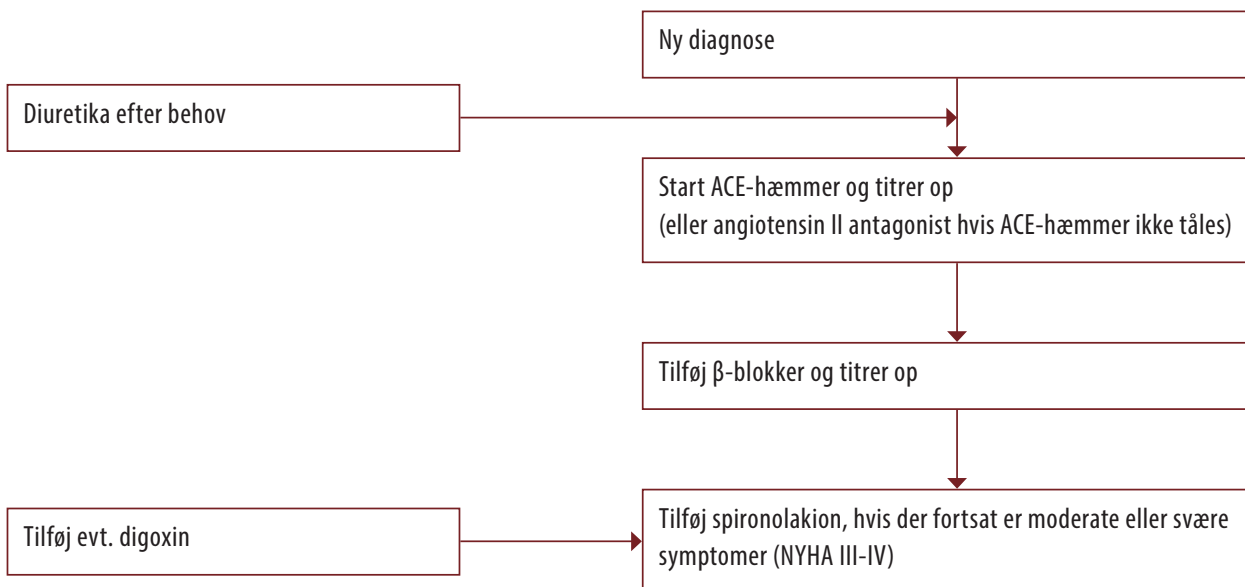 Ny diagnose
Diuretika efter behov
Start ACE-hæmmer og titrer op
(eller angiotensin II antagonist hvis ACE-hæmmer ikke tåles)
Tilføj β-blokker og titrer op
Tilføj evt. digoxin
Tilføj spironolakion, hvis der fortsat er moderate eller svære
symptomer (NYHA III-IV)